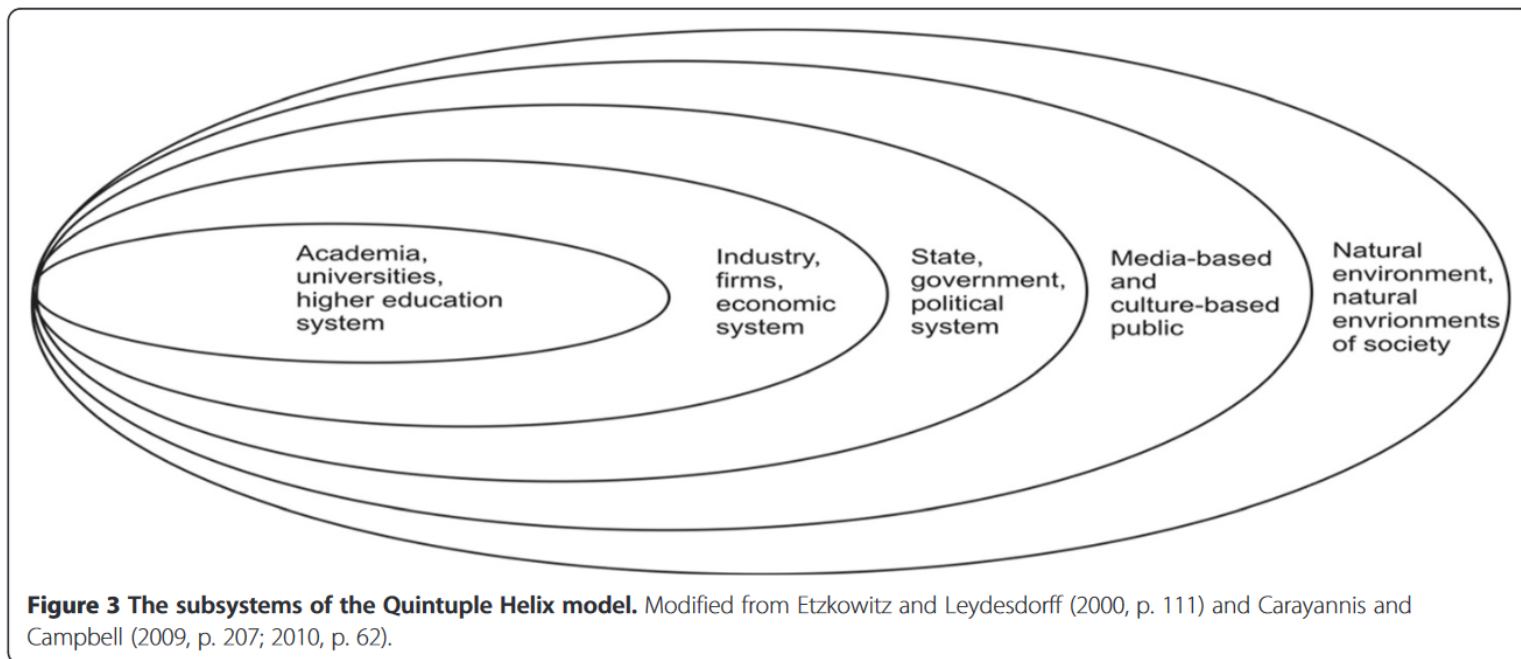 Academia,
universities,
higher education
system
Industry,
firms,
economic
system
State,
government,
political
system
Media-based
and
culture-based
public
Natural
environment,
natural
envrionments
of society
Figure 3 The subsystems of the Quintuple Helix model. Modified from Etzkowitz and Leydesdorff (2000, p. 111) and Carayannis and
Campbell (2009, p. 207; 2010, p. 62).